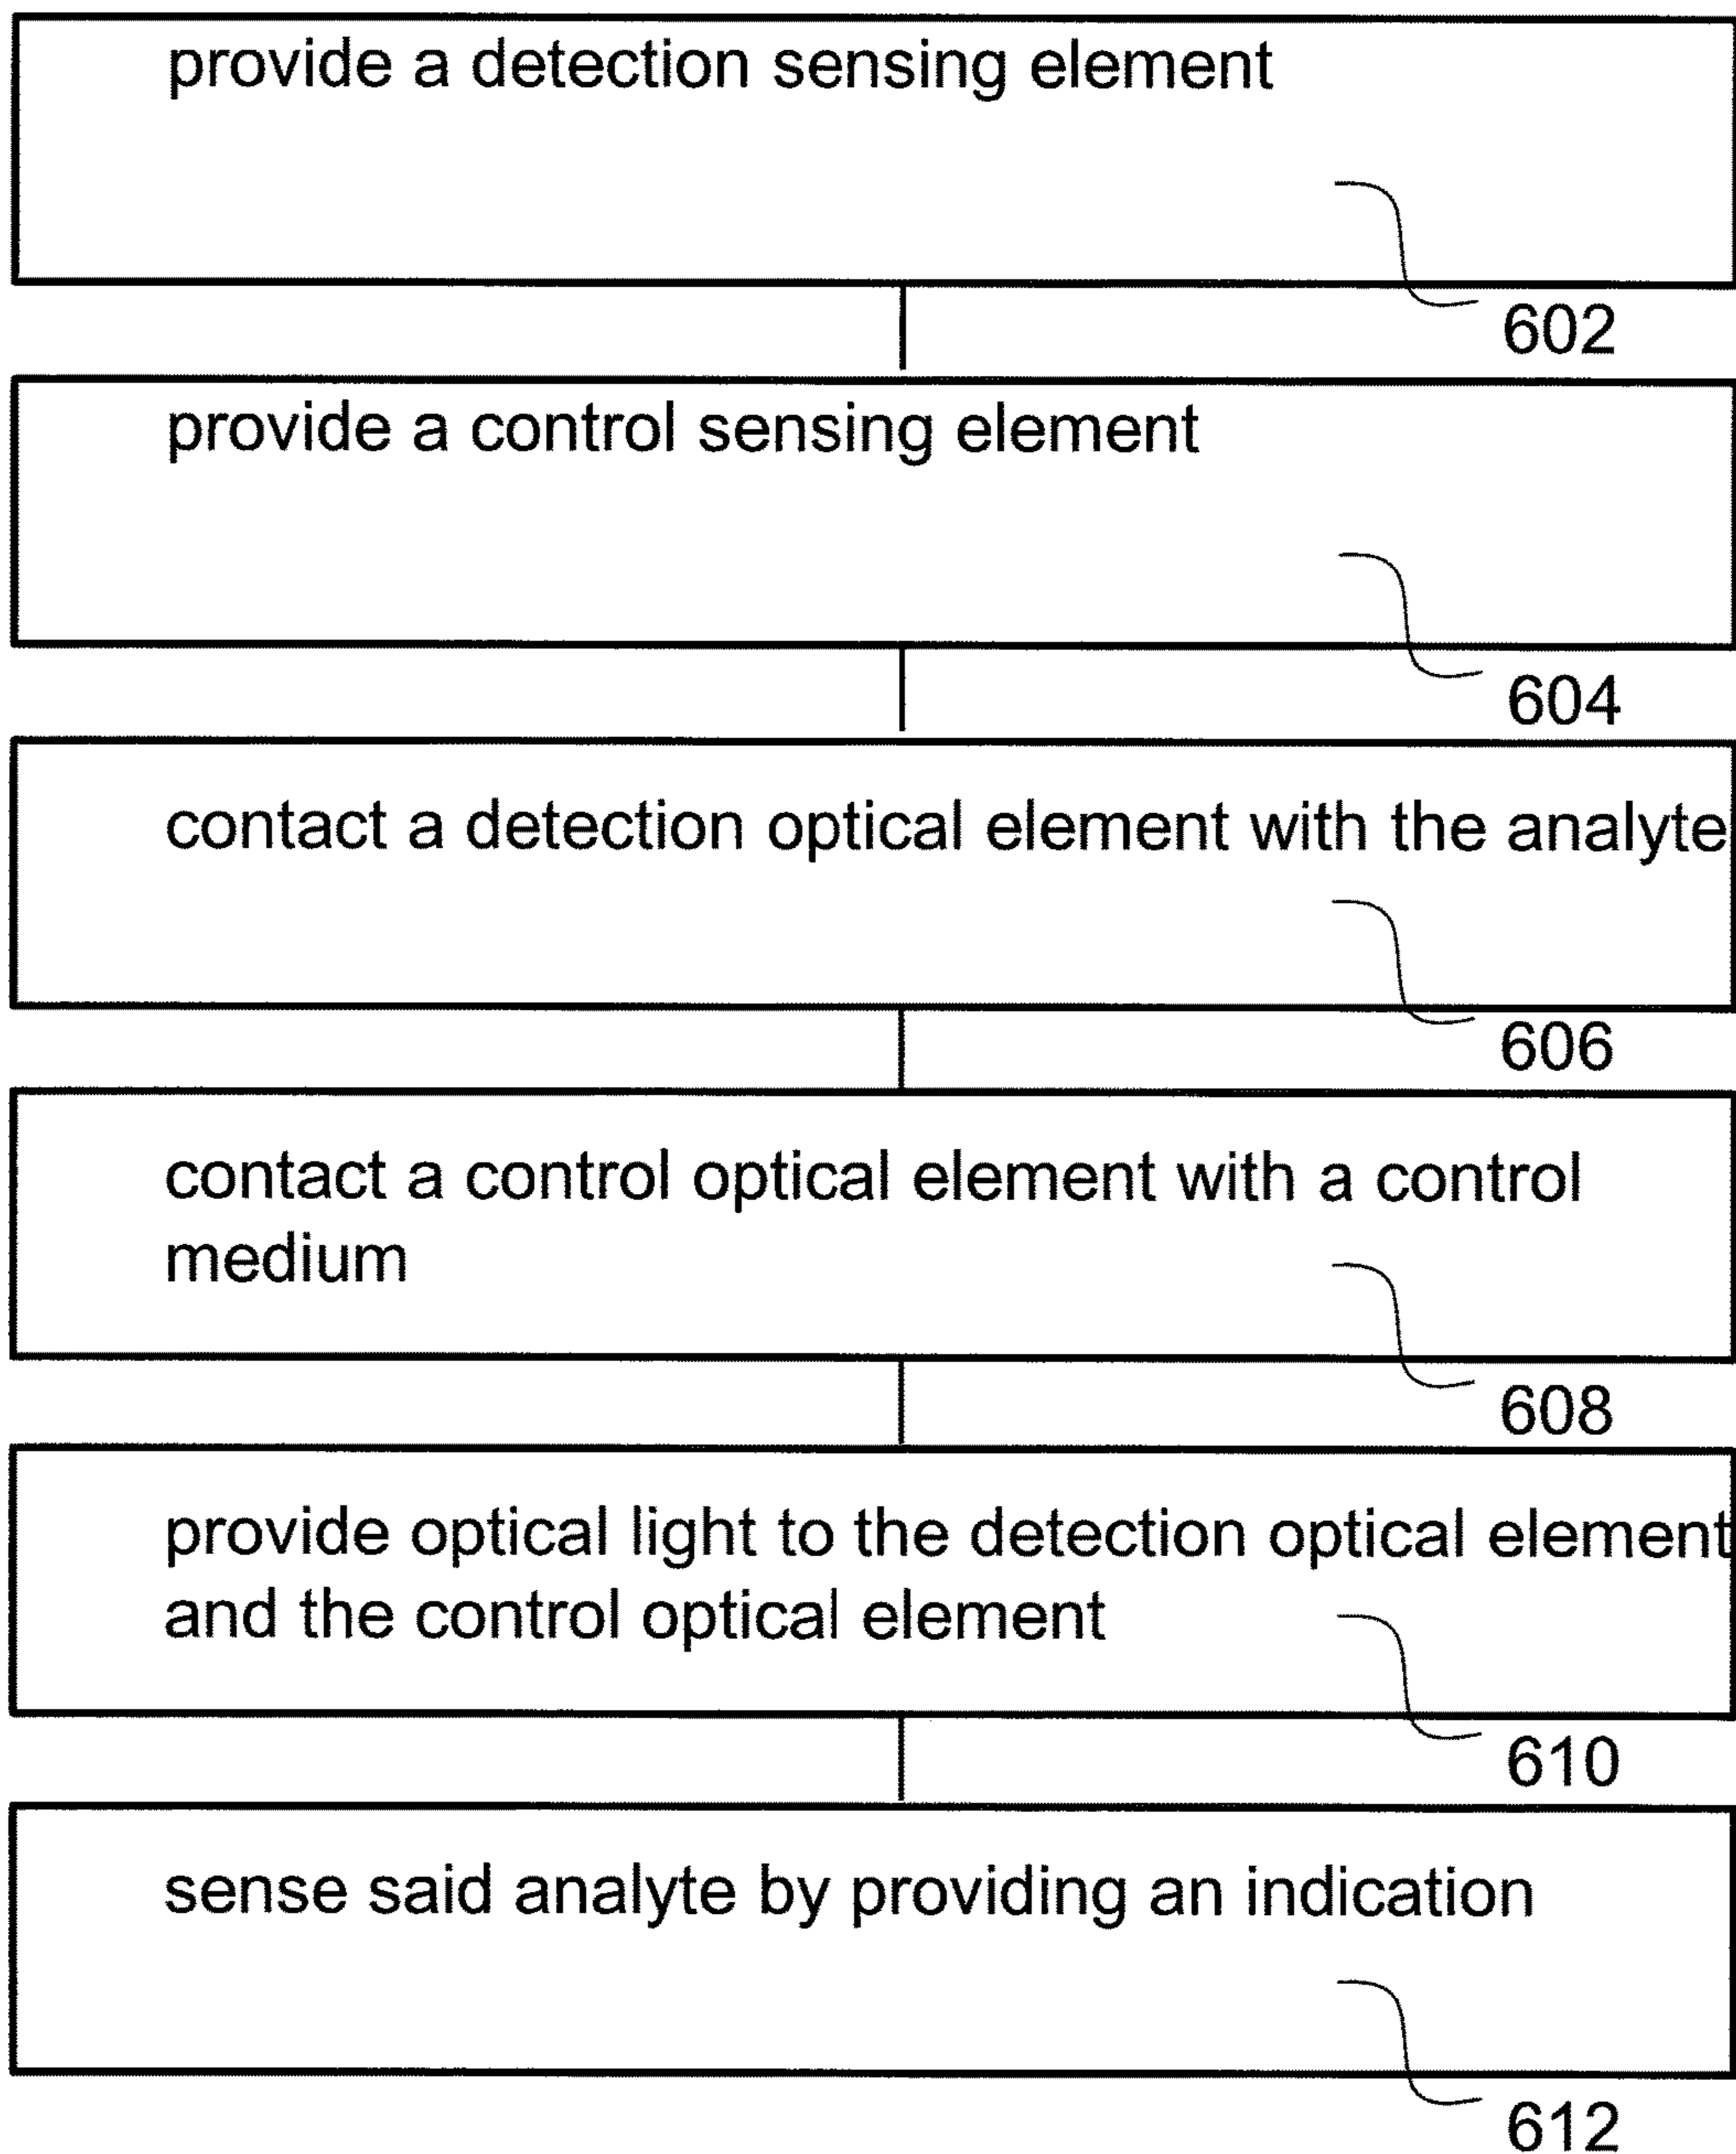 provide a detection sensing element
602
provide a control sensing element
604
contact a detection optical element with the analyte
606
contact a control optical element with a control
medium
608
provide optical light to the detection optical element
and the control optical element
610
sense said analyte by providing an indication
612